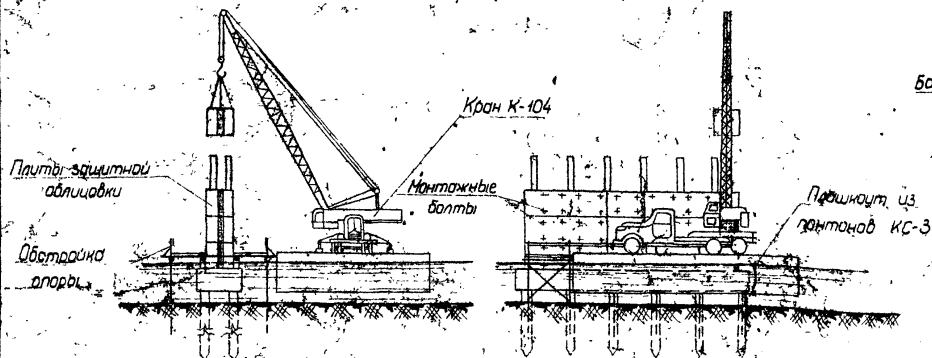 Кран К-104
Плиты защитной
облицовки
Монтажные
болты
Плашкоут из
понтонов КС-3
Обстройка
опоры